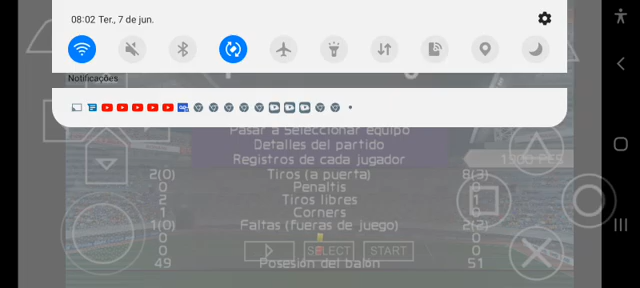 08:02 Ter., 7 de jun.
Notificações
Pasar a Seleccionar equipo
Detalles del partido
Registros de cada jugador
1500 PES
2(0) Tiros (a puerta) 8(3)
0 Penaltis 0
2 Tiros libres 1
1 Corners 0
1(0) Faltas (fueras de juego) 2(2)
0 0
0 0
SELECT START
49 Posesión del balón 51